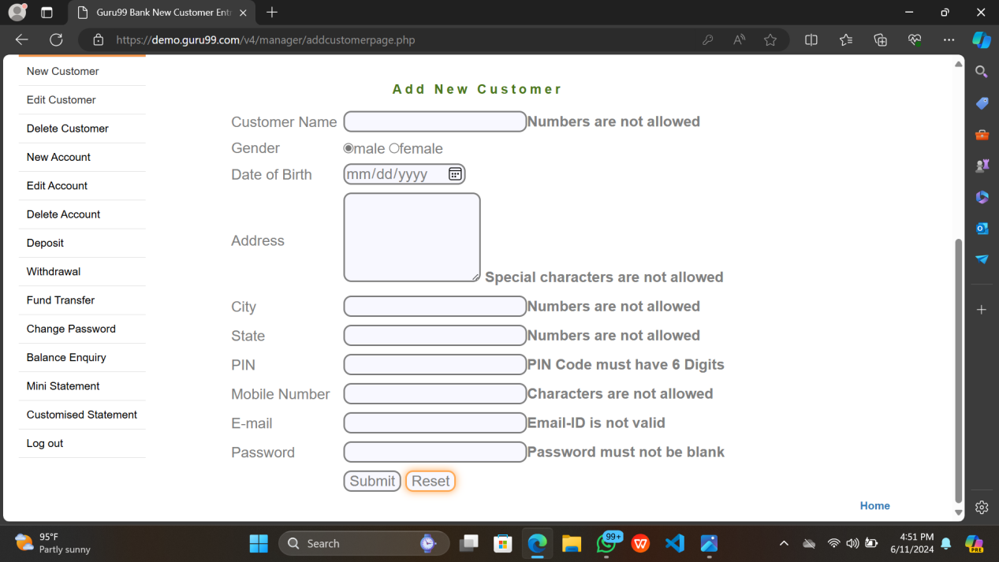 Guru99 Bank New Customer Entr
https://demo.guru99.com/v4/manager/addcustomerpage.php
New Customer
Edit Customer
Delete Customer
New Account
Edit Account
Delete Account
Deposit
Withdrawal
Fund Transfer
Change Password
Balance Enquiry
Mini Statement
Customised Statement
Log out
Add New Customer
Customer Name Numbers are not allowed
Gender male female
Date of Birth mm/dd/yyyy
Address Special characters are not allowed
City Numbers are not allowed
State Numbers are not allowed
PIN PIN Code must have 6 Digits
Mobile Number Characters are not allowed
E-mail Email-ID is not valid
Password Password must not be blank
Submit Reset
Home
95°F
Partly sunny
Search
99+
4:51 PM
6/11/2024
PRE